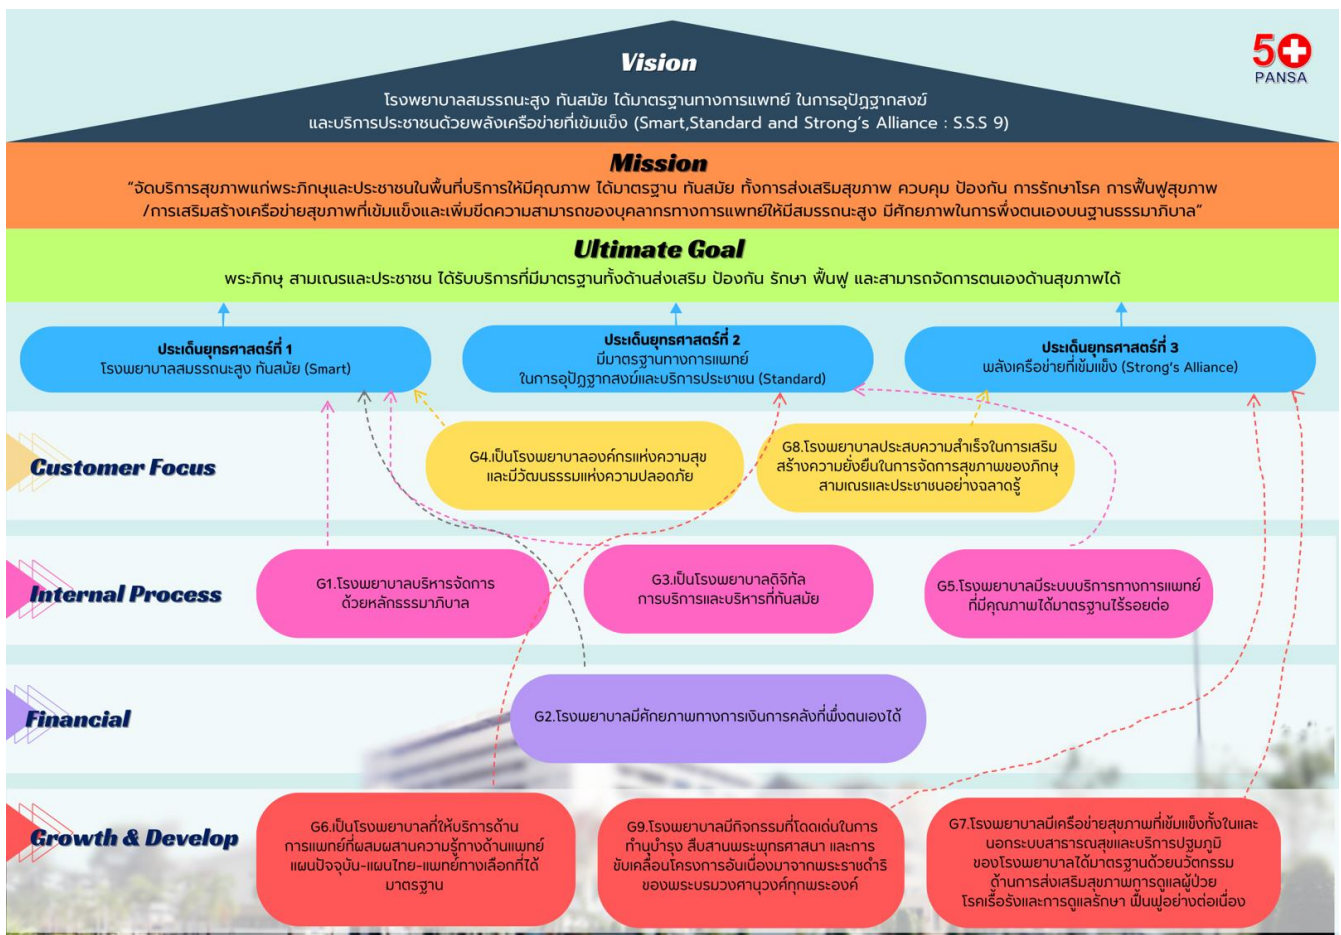 Vision
5
PANSA
โรงพยาบาลสมรรถนะสูง ทันสมัย ได้มาตรฐานทางการแพทย์ ในการอุปัฏฐากสงฆ์
และบริการประชาชนด้วยพลังเครือข่ายที่เข้มแข็ง (Smart,Standard and Strong's Alliance : S.S.S 9)
Mission
"จัดบริการสุขภาพแก่พระภิกษุและประชาชนในพื้นที่บริการให้มีคุณภาพ ได้มาตรฐาน ทันสมัย ทั้งการส่งเสริมสุขภาพ ควบคุม ป้องกัน การรักษาโรค การฟื้นฟูสุขภาพ
/การเสริมสร้างเครือข่ายสุขภาพที่เข้มแข็งและเพิ่มขีดความสามารถของบุคลากรทางการแพทย์ให้มีสมรรถนะสูง มีศักยภาพในการพึ่งตนเองบนฐานธรรมาภิบาล"
Ultimate Goal
พระภิกษุ สามเณรและประชาชน ได้รับบริการที่มีมาตรฐานทั้งด้านส่งเสริม ป้องกัน รักษา ฟื้นฟู และสามารถจัดการตนเองด้านสุขภาพได้
ประเด็นยุทธศาสตร์ที่ 1
โรงพยาบาลสมรรถนะสูง ทันสมัย (Smart)
ประเด็นยุทธศาสตร์ที่ 2
มีมาตรฐานทางการแพทย์
ในการอุปัฏฐากสงฆ์และบริการประชาชน (Standard)
ประเด็นยุทธศาสตร์ที่ 3
พลังเครือข่ายที่เข้มแข็ง (Strong's Alliance)
Customer Focus
G4.เป็นโรงพยาบาลองค์กรแห่งความสุข
และมีวัฒนธรรมแห่งความปลอดภัย
G8.โรงพยาบาลประสบความสำเร็จในการเสริม
สร้างความยั่งยืนในการจัดการสุขภาพของภิกษุ
สามเณรและประชาชนอย่างฉลาดรู้
Internal Process
G1.โรงพยาบาลบริหารจัดการ
ด้วยหลักธรรมาภิบาล
G3.เป็นโรงพยาบาลดิจิทัล
การบริการและบริหารที่ทันสมัย
G5.โรงพยาบาลมีระบบบริการทางการแพทย์
ที่มีคุณภาพได้มาตรฐานไร้รอยต่อ
Financial
G2.โรงพยาบาลมีศักยภาพทางการเงินการคลังที่พึ่งตนเองได้
Growth & Develop
G6.เป็นโรงพยาบาลที่ให้บริการด้าน
การแพทย์ที่ผสมผสานความรู้ทางด้านแพทย์
แผนปัจจุบัน-แผนไทย-แพทย์ทางเลือกที่ได้
มาตรฐาน
G9.โรงพยาบาลมีกิจกรรมที่โดดเด่นในการ
ทำนุบำรุง สืบสานพระพุทธศาสนา และการ
ขับเคลื่อนโครงการอันเนื่องมาจากพระราชดำริ
ของพระบรมวงศานุวงศ์ทุกพระองค์
G7.โรงพยาบาลมีเครือข่ายสุขภาพที่เข้มแข็งทั้งในและ
นอกระบบสาธารณสุขและบริการปฐมภูมิ
ของโรงพยาบาลได้มาตรฐานด้วยนวัตกรรม
ด้านการส่งเสริมสุขภาพการดูแลผู้ป่วย
โรคเรื้อรังและการดูแลรักษา ฟื้นฟูอย่างต่อเนื่อง